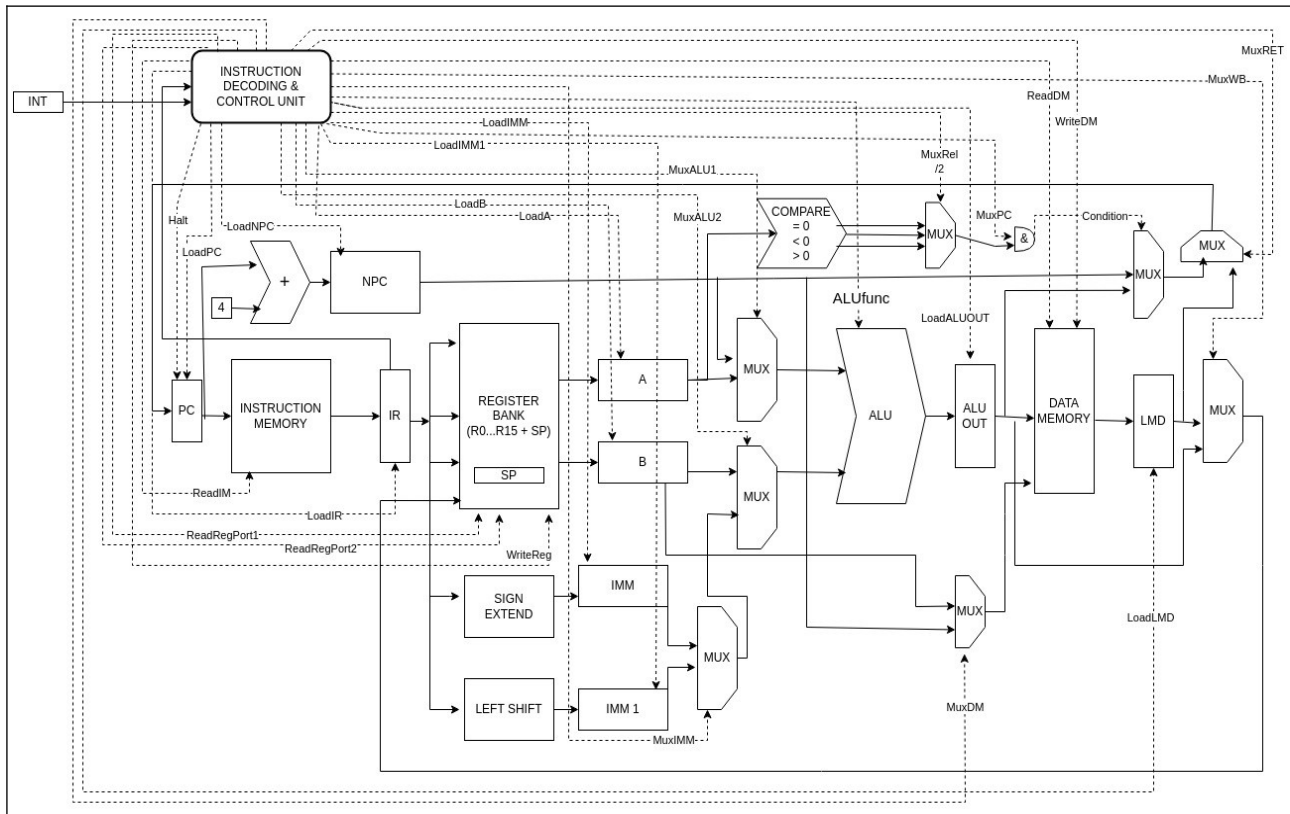 MuxRET
INSTRUCTION
DECODING &
CONTROL UNIT
MuxWB
INT
ReadDM
WriteDM
LoadIMM
LoadIMM1
MuxALU1
MuxRel
/2
LoadB
LoadA
MuxALU2
Halt
LoadNPC
LoadPC
COMPARE
= 0
< 0
> 0
MUX
MuxPC
&
Condition
MUX
MUX
+
4
NPC
ALUfunc
LoadALUOUT
PC
INSTRUCTION
MEMORY
IR
REGISTER
BANK
(R0...R15 + SP)
SP
A
B
MUX
MUX
ALU
ALU
OUT
DATA
MEMORY
LMD
MUX
ReadIM
LoadIR
ReadRegPort1
ReadRegPort2
WriteReg
SIGN
EXTEND
IMM
MUX
MUX
LoadLMD
LEFT SHIFT
IMM 1
MuxIMM
MuxDM